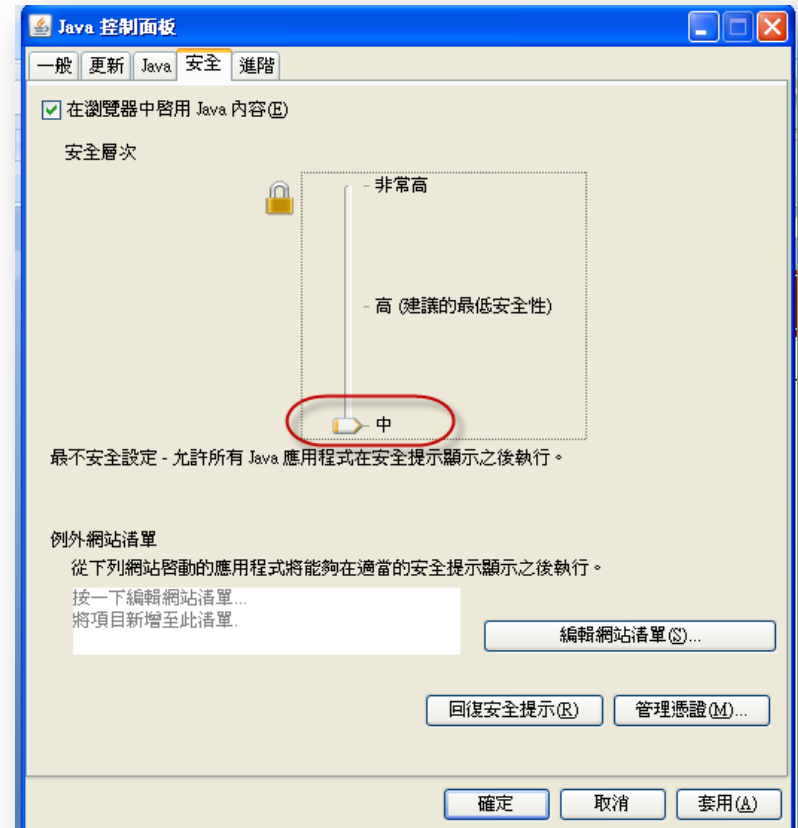 Java 控制面板
一般 更新 Java 安全 進階
在瀏覽器中啓用 Java 內容(E)
安全層次
- 非常高
- 高 (建議的最低安全性)
- 中
最不安全設定 - 允許所有 Java 應用程式在安全提示顯示之後執行。
例外網站清單
從下列網站啓動的應用程式將能夠在適當的安全提示顯示之後執行。
按一下編輯網站清單...
將項目新增至此清單.
編輯網站清單(S)...
回復安全提示(R) 管理憑證(M)...
確定 取消 套用(A)